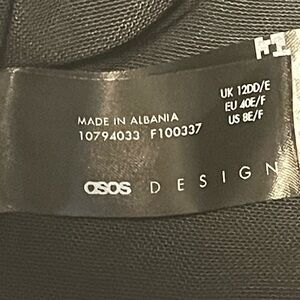 UK 12DD/E
EU 40E/F
US 8E/F
MADE IN ALBANIA
10794033 F100337
asos DESIGN